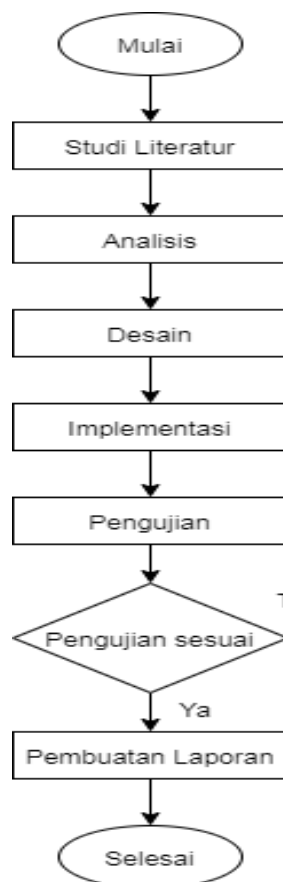 Mulai
Studi Literatur
Analisis
Desain
Implementasi
Pengujian
Pengujian sesuai
Ya
Pembuatan Laporan
Selesai